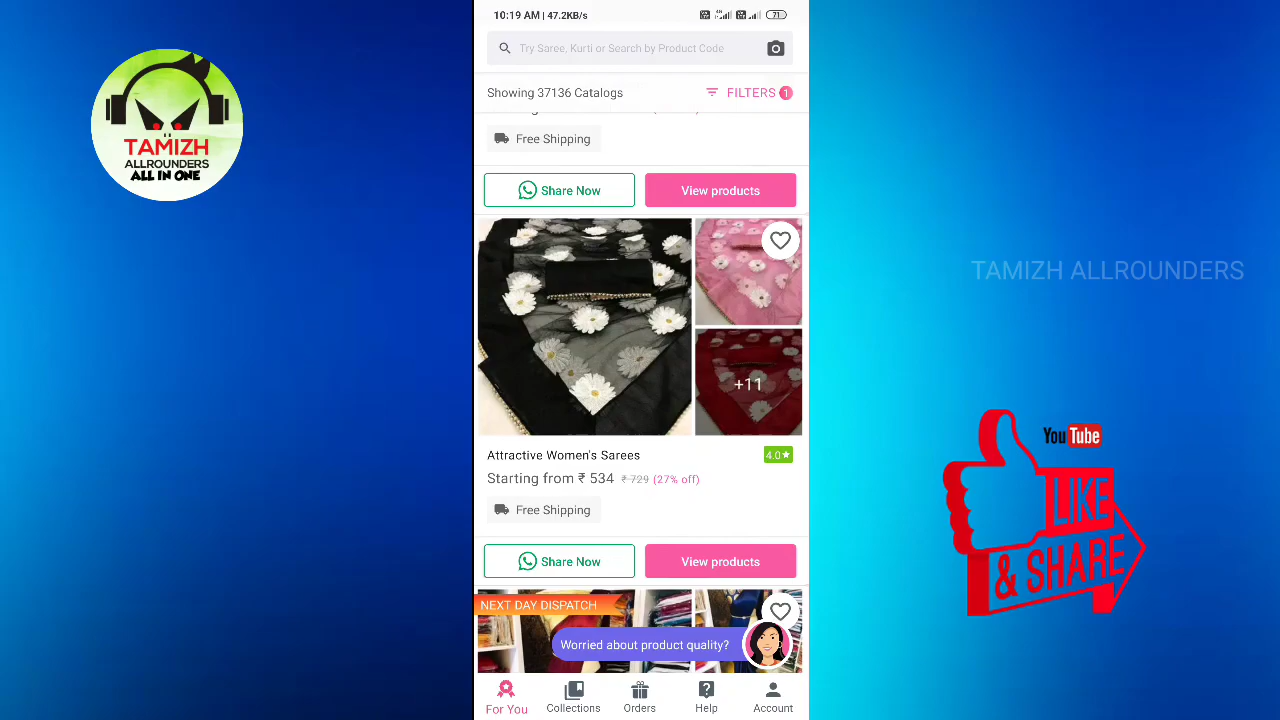 10:19 AM | 47.2KB/s
71
Try Saree, Kurti or Search by Product Code
Showing 37136 Catalogs
FILTERS 1
Free Shipping
Share Now
View products
+11
Attractive Women's Sarees
4.0★
Starting from ₹ 534 ₹ 729 (27% off)
Free Shipping
Share Now
View products
NEXT DAY DISPATCH
Worried about product quality?
For You
Collections
Orders
Help
Account
TAMIZH
ALLROUNDERS
ALL IN ONE
TAMIZH ALLROUNDERS
YouTube
LIKE
& SHARE